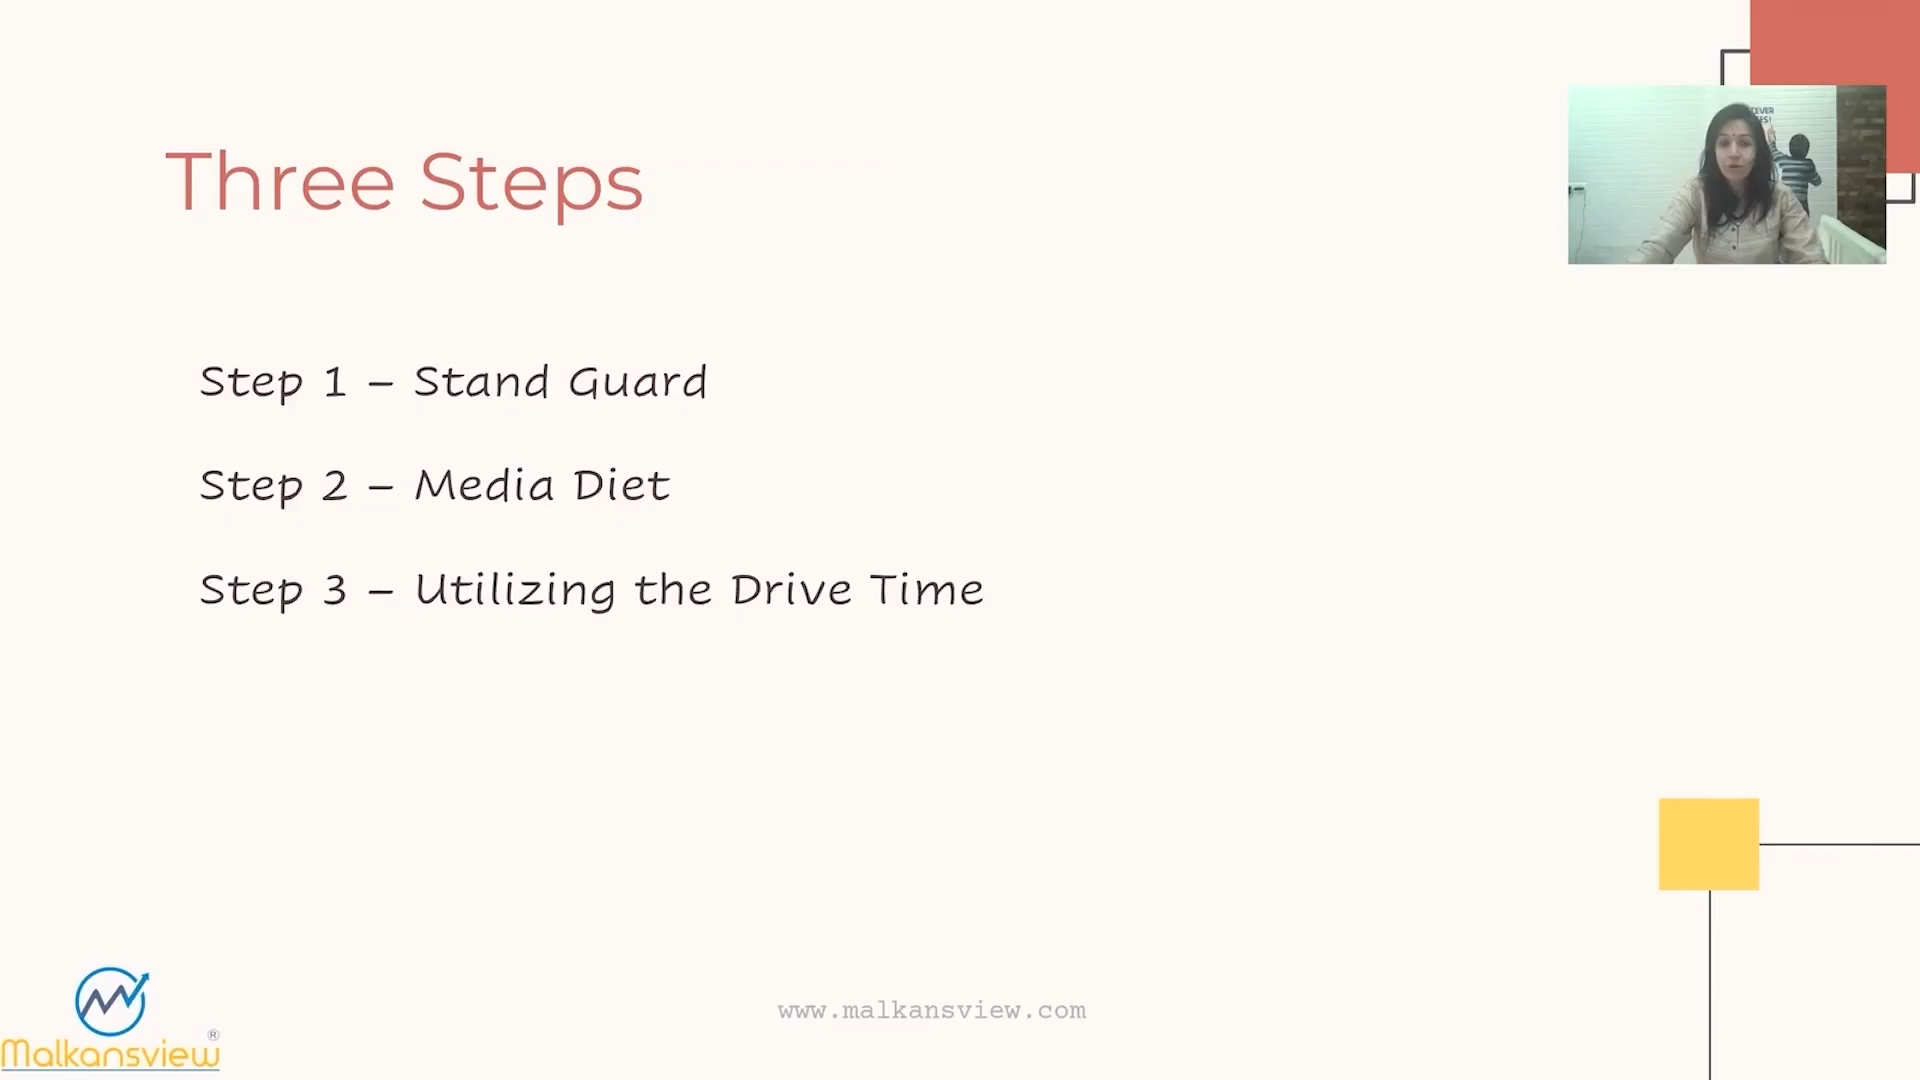 Three Steps
Step 1 – Stand Guard
Step 2 – Media Diet
Step 3 – Utilizing the Drive Time
www.malkansview.com
Malkansview®